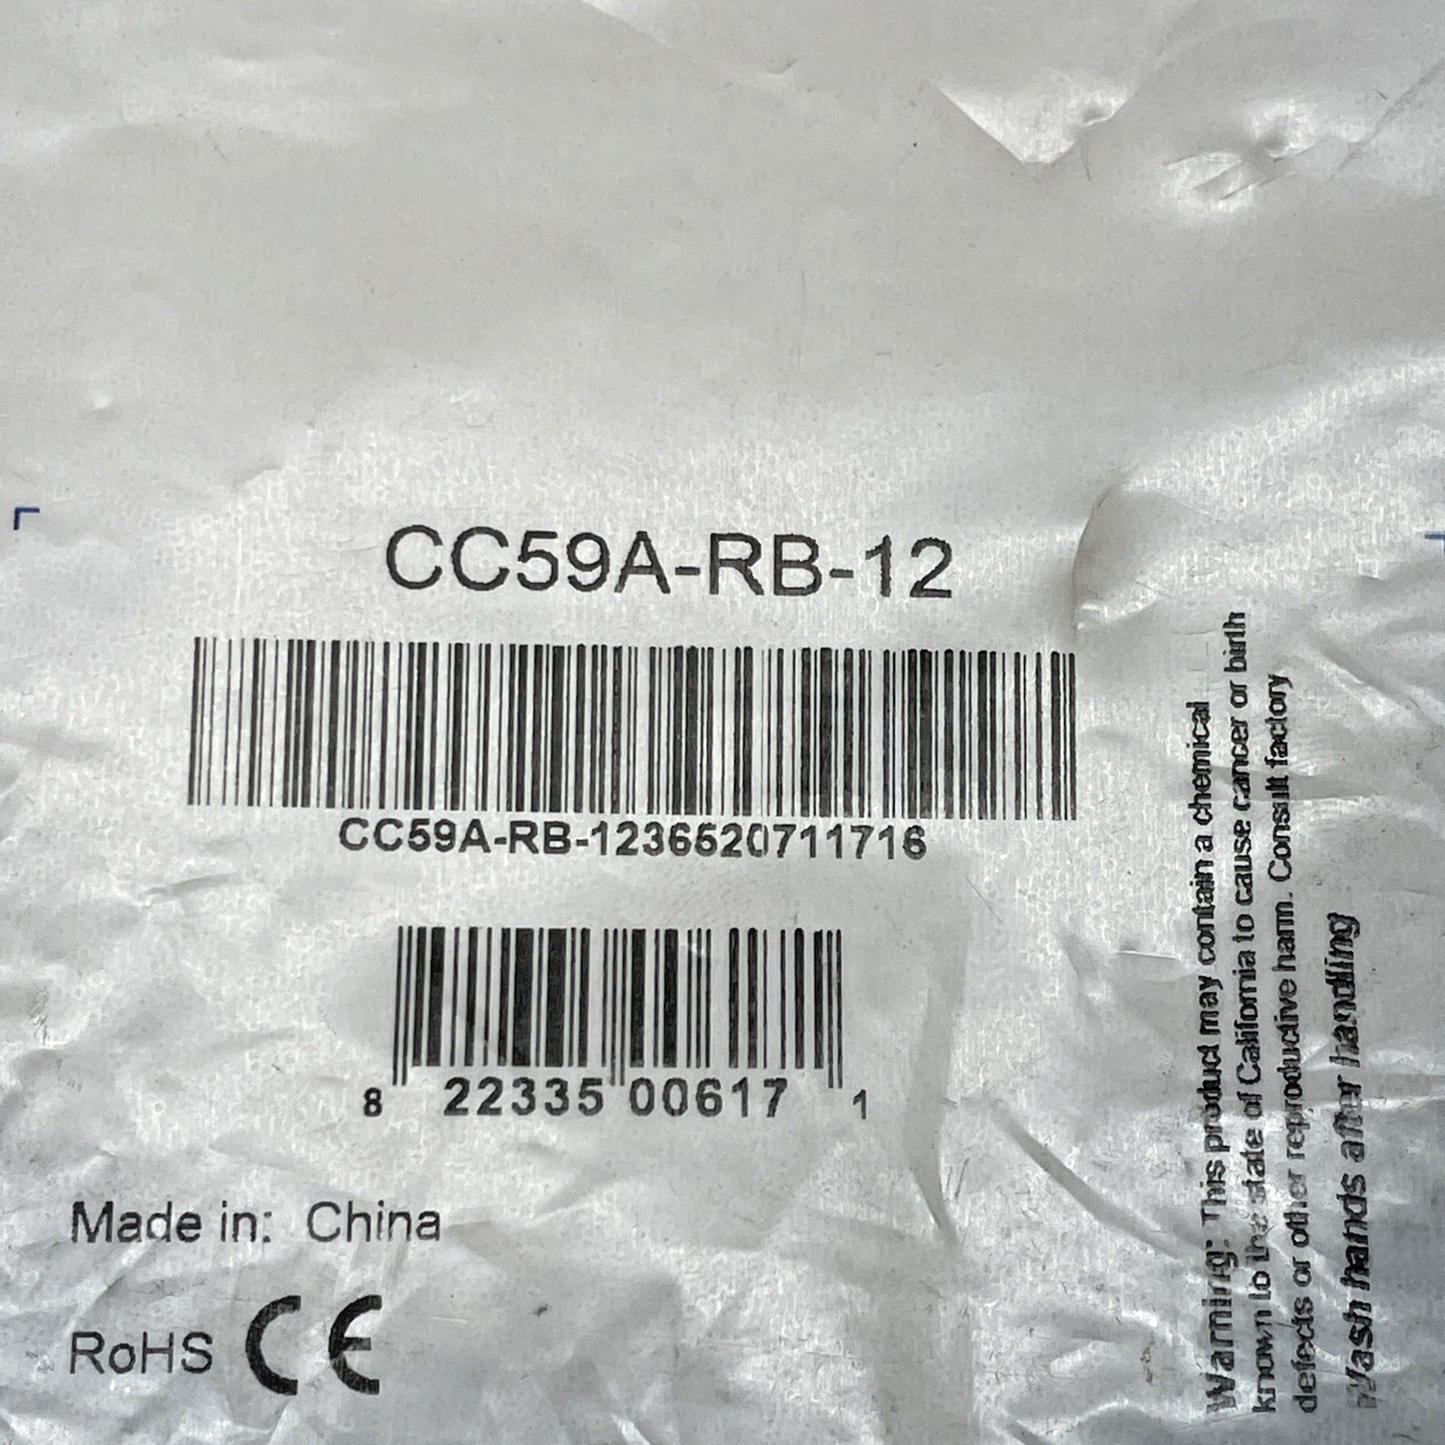 CC59A-RB-12
CC59A-RB-1236520711716
8 22335 00617 1
Made in: China
RoHS CE
Warning: This product may contain a chemical
known to the state of California to cause cancer or birth
defects or other reproductive harm. Consult factory
Wash hands after handling